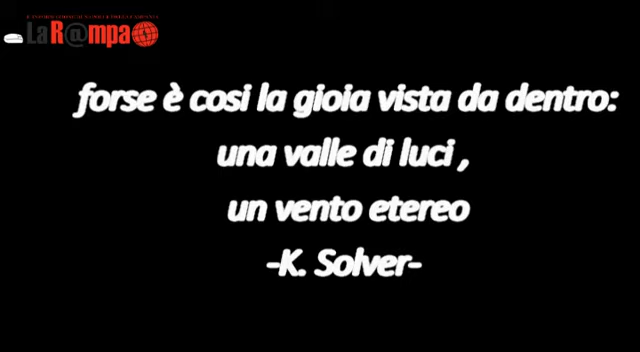 LaR@mpa
forse è cosi la gioia vista da dentro:
una valle di luci ,
un vento etereo
-K. Solver-